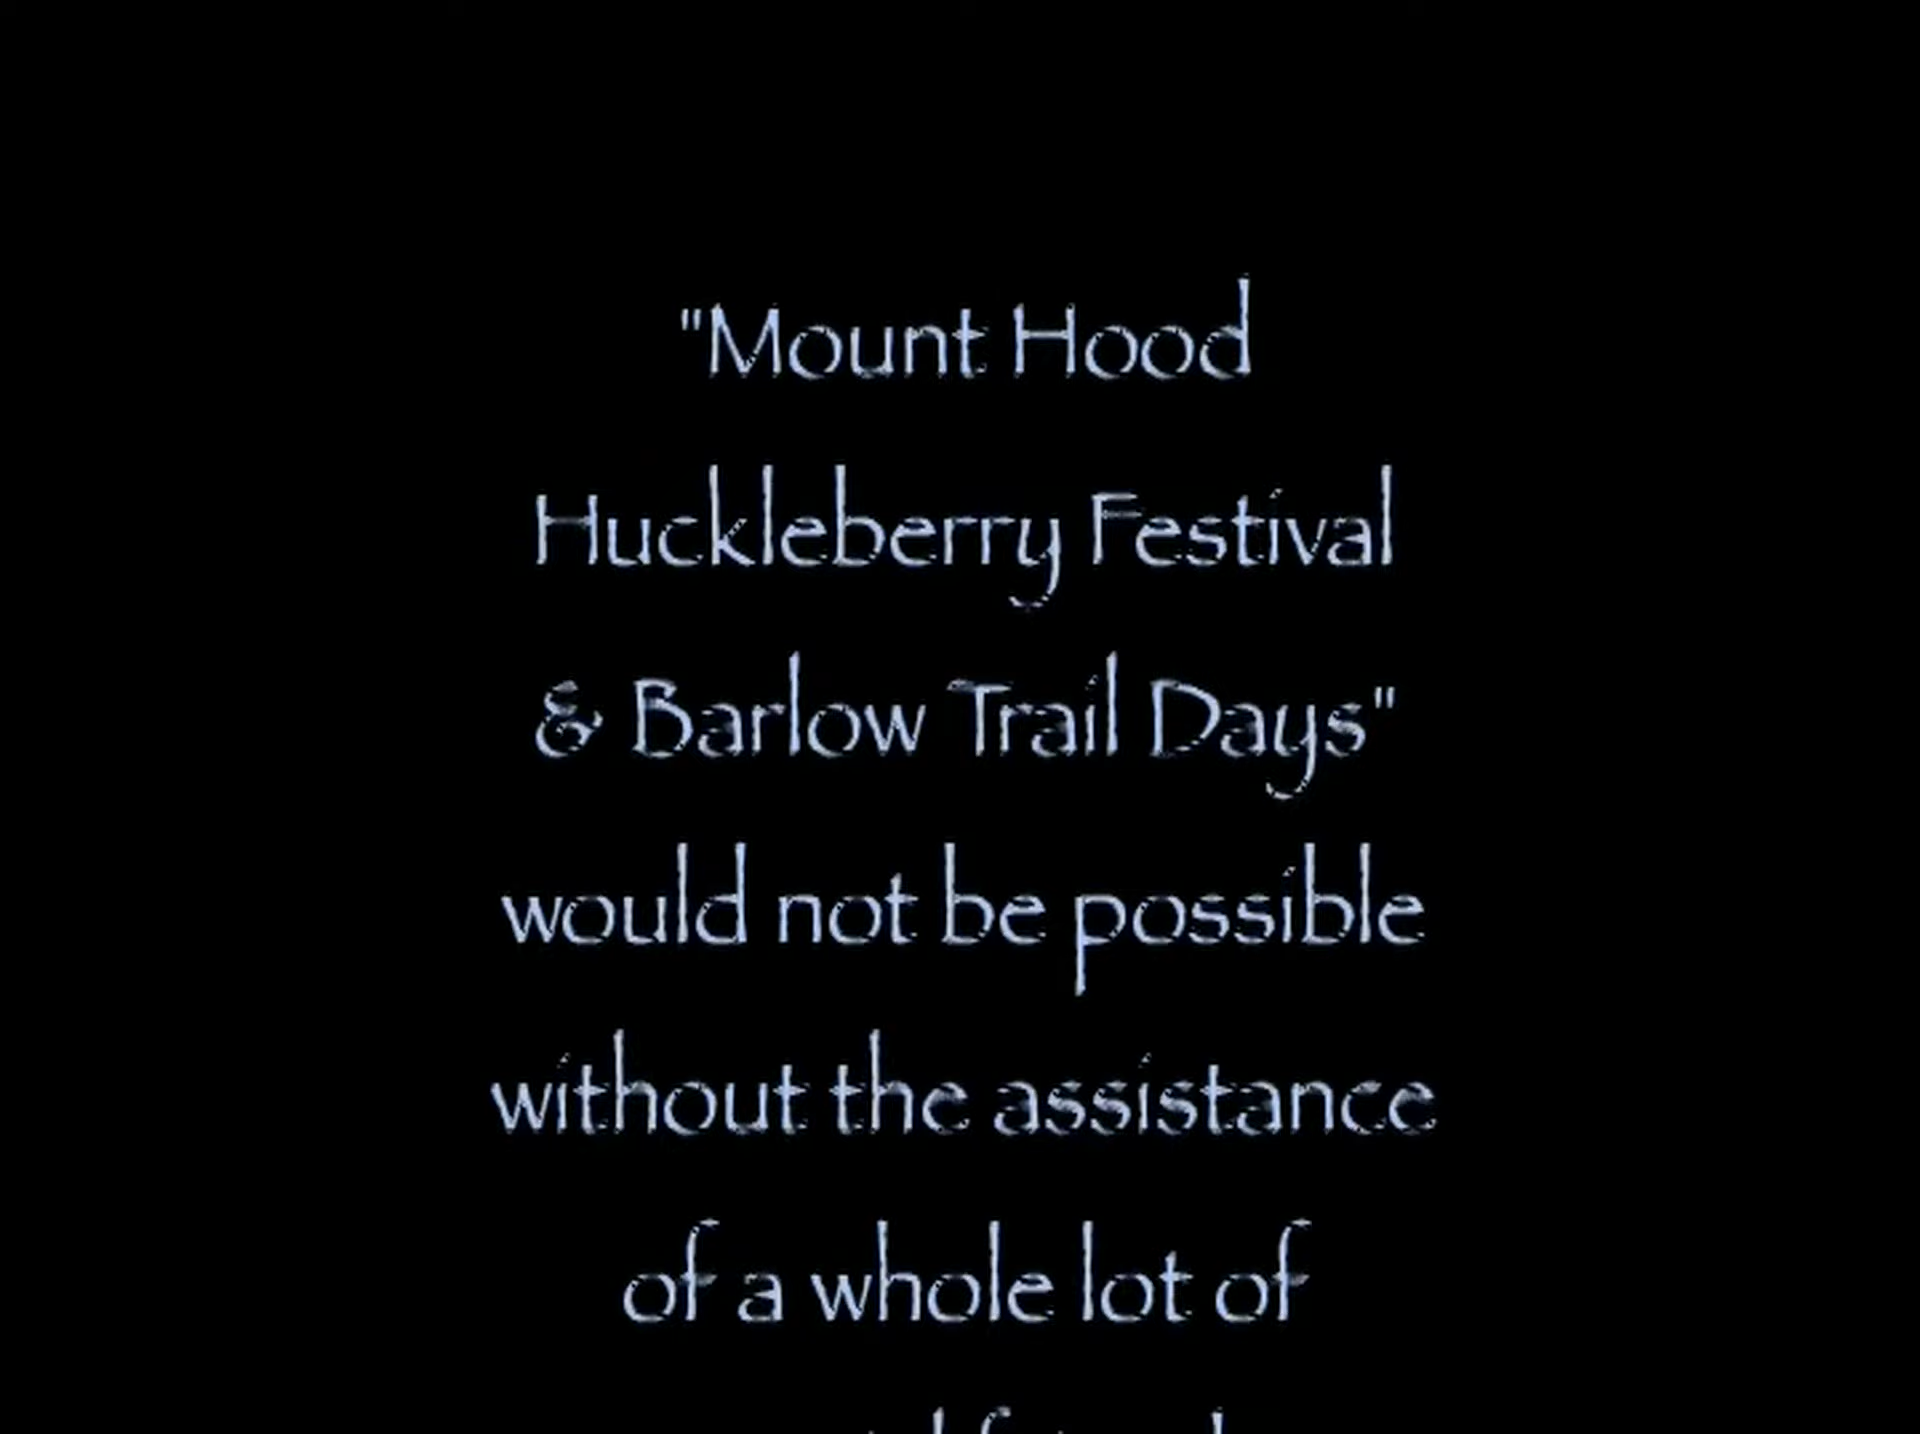 "Mount Hood
Huckleberry Festival
& Barlow Trail Days"
would not be possible
without the assistance
of a whole lot of